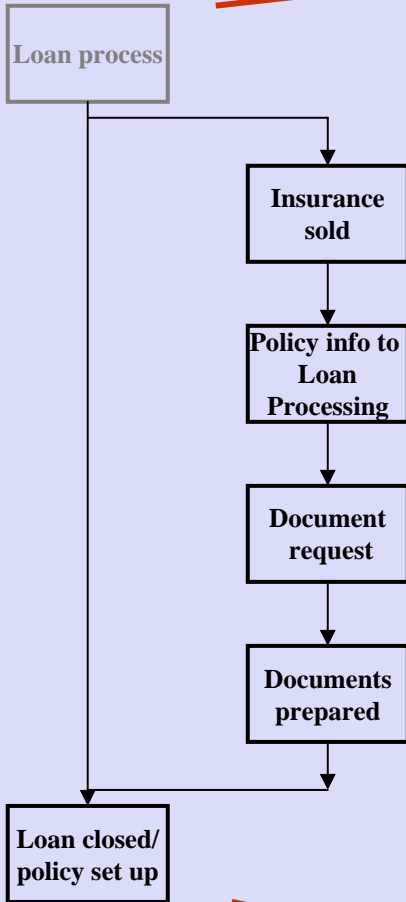 Loan process
Insurance
sold
Policy info to
Loan
Processing
Document
request
Documents
prepared
Loan closed/
policy set up